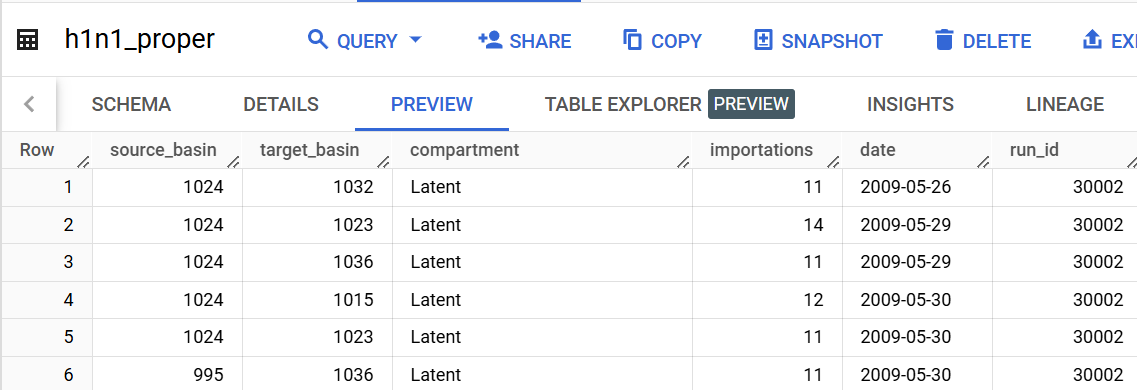 h1n1_proper QUERY SHARE COPY SNAPSHOT DELETE
SCHEMA DETAILS PREVIEW TABLE EXPLORER PREVIEW INSIGHTS LINEAGE
Row source_basin target_basin compartment importations date run_id
1 1024 1032 Latent 11 2009-05-26 30002
2 1024 1023 Latent 14 2009-05-29 30002
3 1024 1036 Latent 11 2009-05-29 30002
4 1024 1015 Latent 12 2009-05-30 30002
5 1024 1023 Latent 11 2009-05-30 30002
6 995 1036 Latent 11 2009-05-30 30002